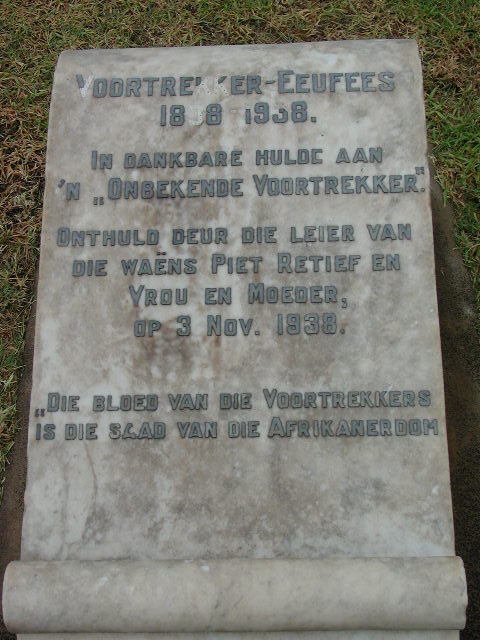 VOORTREKKER-EEUFEES
1838 - 1938.
IN DANKBARE HULDE AAN
'N „ONBEKENDE VOORTREKKER".
ONTHULD DEUR DIE LEIER VAN
DIE WAËNS PIET RETIEF EN
VROU EN MOEDER,
OP 3 NOV. 1938.
„DIE BLOED VAN DIE VOORTREKKERS
IS DIE SAAD VAN DIE AFRIKANERDOM